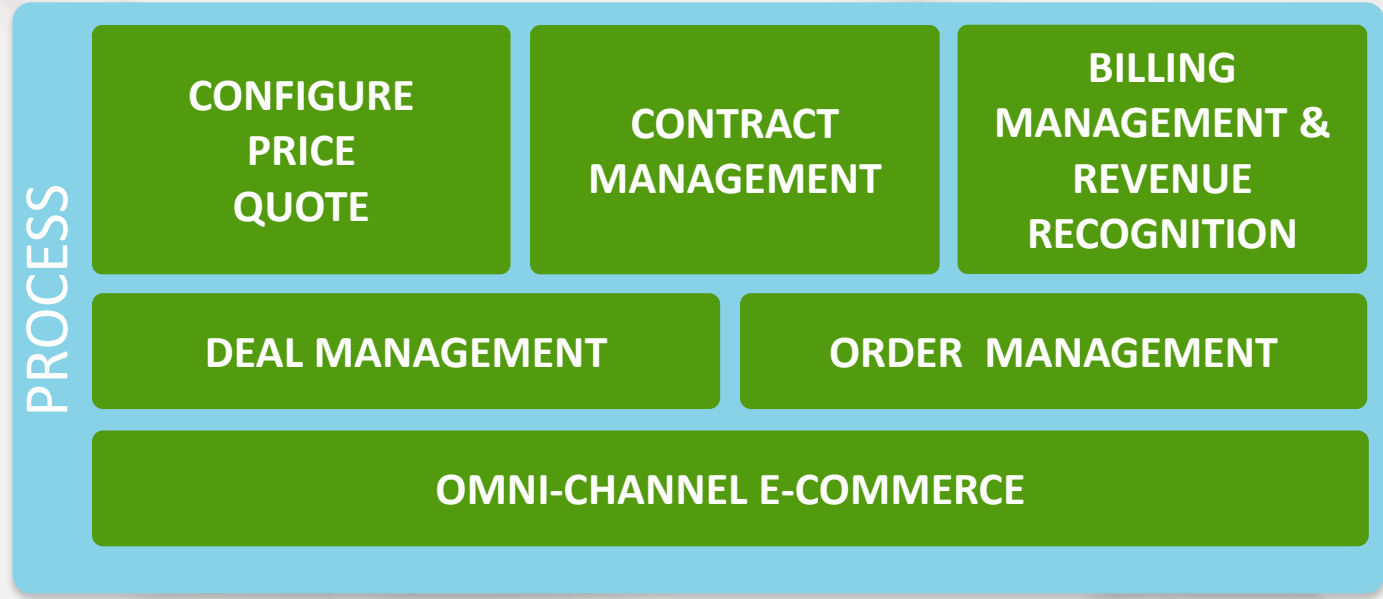 PROCESS
CONFIGURE
PRICE
QUOTE
CONTRACT
MANAGEMENT
BILLING
MANAGEMENT &
REVENUE
RECOGNITION
DEAL MANAGEMENT
ORDER  MANAGEMENT
OMNI-CHANNEL E-COMMERCE